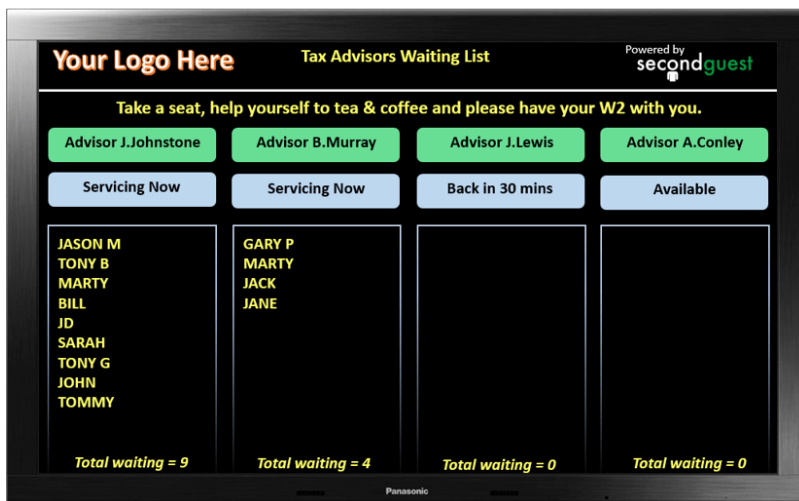 Your Logo Here
Tax Advisors Waiting List
Powered by
secondguest
Take a seat, help yourself to tea & coffee and please have your W2 with you.
Advisor J.Johnstone
Servicing Now
JASON M
TONY B
MARTY
BILL
JD
SARAH
TONY G
JOHN
TOMMY
Total waiting = 9
Advisor B.Murray
Servicing Now
GARY P
MARTY
JACK
JANE
Total waiting = 4
Advisor J.Lewis
Back in 30 mins
Total waiting = 0
Advisor A.Conley
Available
Total waiting = 0
Panasonic